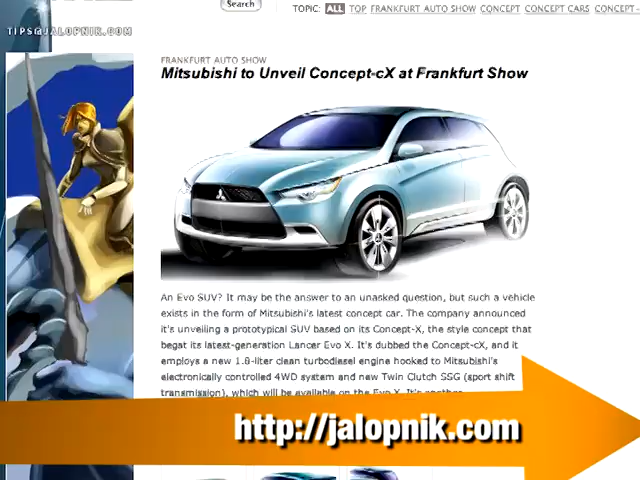 Search
TOPIC: ALL TOP FRANKFURT AUTO SHOW CONCEPT CONCEPT CARS CONCEPT-
TIPS@JALOPNIK.COM
FRANKFURT AUTO SHOW
Mitsubishi to Unveil Concept-cX at Frankfurt Show
An Evo SUV? It may be the answer to an unasked question, but such a vehicle
exists in the form of Mitsubishi's latest concept car. The company announced
it's unveiling a prototypical SUV based on its Concept-X, the style concept that
begat its latest-generation Lancer Evo X. It's dubbed the Concept-cX, and it
employs a new 1.8-liter clean turbodiesel engine hooked to Mitsubishi's
electronically controlled 4WD system and new Twin Clutch SSG (sport shift
transmission), which will be available on the Evo X. It's another
http://jalopnik.com